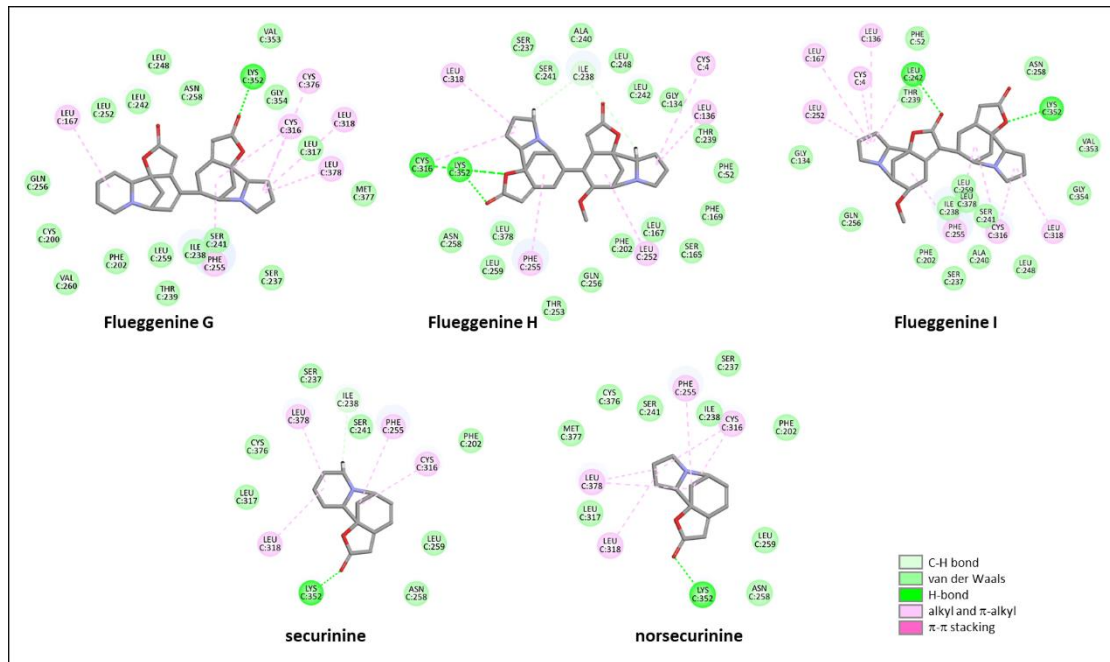 VAL
C:353
LEU
C:248
LYS
C:352
CYS
C:376
LEU
C:252
LEU
C:242
ASN
C:258
GLY
C:354
LEU
C:167
CYS
C:316
LEU
C:318
LEU
C:317
LEU
C:378
GLN
C:256
MET
C:377
CYS
C:200
PHE
C:202
LEU
C:259
ILE
C:238
SER
C:241
PHE
C:255
VAL
C:260
THR
C:239
SER
C:237
Flueggenine G
SER
C:237
ALA
C:240
LEU
C:318
SER
C:241
ILE
C:238
LEU
C:248
CYS
C:4
LEU
C:242
GLY
C:134
LEU
C:136
THR
C:239
CYS
C:316
LYS
C:352
PHE
C:52
PHE
C:169
ASN
C:258
LEU
C:378
LEU
C:167
PHE
C:202
LEU
C:252
SER
C:165
LEU
C:259
PHE
C:255
GLN
C:256
THR
C:253
Flueggenine H
LEU
C:136
PHE
C:52
LEU
C:167
CYS
C:4
LEU
C:242
ASN
C:258
THR
C:239
LYS
C:352
LEU
C:252
VAL
C:353
GLY
C:134
LEU
C:259
LEU
C:378
GLY
C:354
GLN
C:256
ILE
C:238
SER
C:241
PHE
C:255
CYS
C:316
LEU
C:318
PHE
C:202
SER
C:237
ALA
C:240
LEU
C:248
Flueggenine I
SER
C:237
ILE
C:238
LEU
C:378
SER
C:241
PHE
C:255
CYS
C:376
PHE
C:202
CYS
C:316
LEU
C:317
LEU
C:318
LEU
C:259
LYS
C:352
ASN
C:258
securinine
PHE
C:255
SER
C:237
CYS
C:376
SER
C:241
ILE
C:238
CYS
C:316
MET
C:377
PHE
C:202
LEU
C:378
LEU
C:317
LEU
C:318
LEU
C:259
LYS
C:352
ASN
C:258
norsecurinine
C-H bond
van der Waals
H-bond
alkyl and π-alkyl
π-π stacking